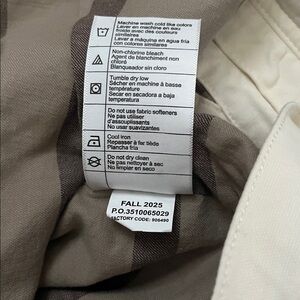 Machine wash cold like colors
Laver à la machine en eau
froide avec des couleurs
similaires
Lavar a máquina en agua fría
con colores similares
Non-chlorine bleach
Agent de blanchiment non
chloré
Blanqueador sin cloro
Tumble dry low
Sécher en machine à basse
température
Secar en secadora a baja
temperatura
Do not use fabric softeners
Ne pas utiliser
d'assouplissants
No usar suavizantes
Cool iron
Repasser à fer tiède
Plancha fría
Do not dry clean
Ne pas nettoyer à sec
No limpiar en seco
FALL 2025
P.O.3510065029
FACTORY CODE: 906490